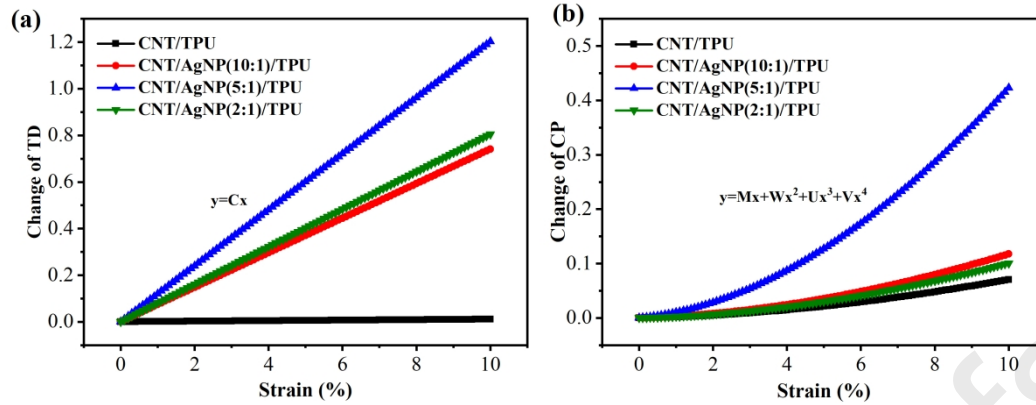 (a)
CNT/TPU
CNT/AgNP(10:1)/TPU
CNT/AgNP(5:1)/TPU
CNT/AgNP(2:1)/TPU
y=Cx
Change of TD
1.2
1.0
0.8
0.6
0.4
0.2
0.0
0 2 4 6 8 10
Strain (%)
(b)
CNT/TPU
CNT/AgNP(10:1)/TPU
CNT/AgNP(5:1)/TPU
CNT/AgNP(2:1)/TPU
y=Mx+Wx²+Ux³+Vx⁴
Change of CP
0.5
0.4
0.3
0.2
0.1
0.0
0 2 4 6 8 10
Strain (%)